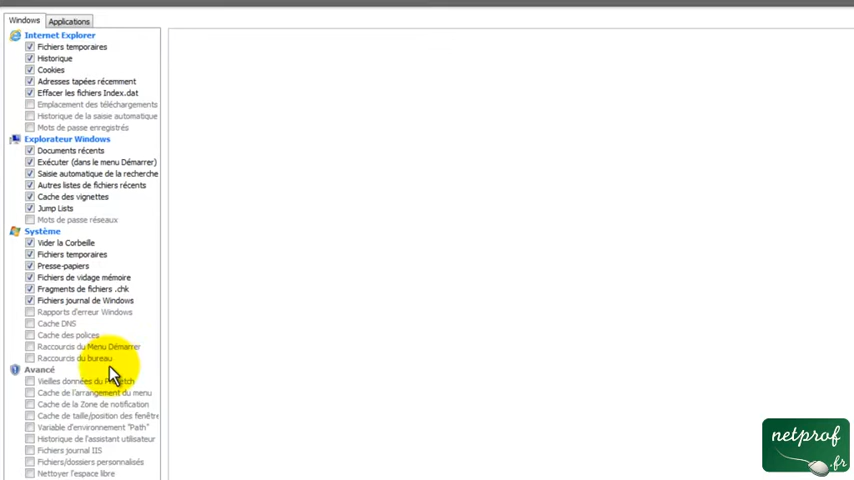 Windows
Applications
Internet Explorer
Fichiers temporaires
Historique
Cookies
Adresses tapées récemment
Effacer les fichiers Index.dat
Emplacement des téléchargements
Historique de la saisie automatique
Mots de passe enregistrés
Explorateur Windows
Documents récents
Exécuter (dans le menu Démarrer)
Saisie automatique de la recherche
Autres listes de fichiers récents
Cache des vignettes
Jump Lists
Mots de passe réseaux
Système
Vider la Corbeille
Fichiers temporaires
Presse-papiers
Fichiers de vidage mémoire
Fragments de fichiers .chk
Fichiers journal de Windows
Rapports d'erreur Windows
Cache DNS
Cache des polices
Raccourcis du Menu Démarrer
Raccourcis du bureau
Avancé
Vieilles données du
Cache de l'arrangement du menu
Cache de la Zone de notification
Cache de taille/position des fenêtre
Variable d'environnement "Path"
Historique de l'assistant utilisateur
Fichiers journal IIS
Fichiers/dossiers personnalisés
Nettoyer l'espace libre
netprof
.fr